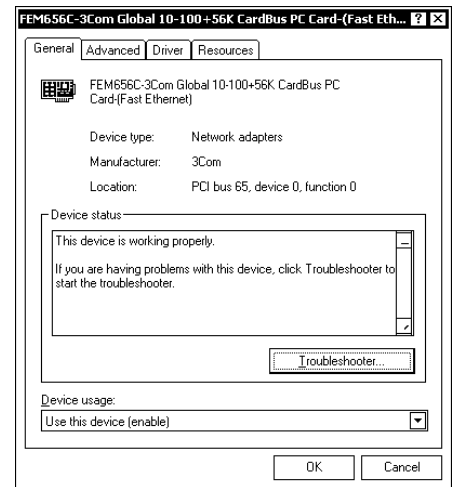 FEM656C-3Com Global 10-100+56K CardBus PC Card-(Fast Eth... ? X
General Advanced Driver Resources
FEM656C-3Com Global 10-100+56K CardBus PC
Card-(Fast Ethernet)
Device type: Network adapters
Manufacturer: 3Com
Location: PCI bus 65, device 0, function 0
Device status
This device is working properly.
If you are having problems with this device, click Troubleshooter to
start the troubleshooter.
Troubleshooter...
Device usage:
Use this device (enable)
OK Cancel